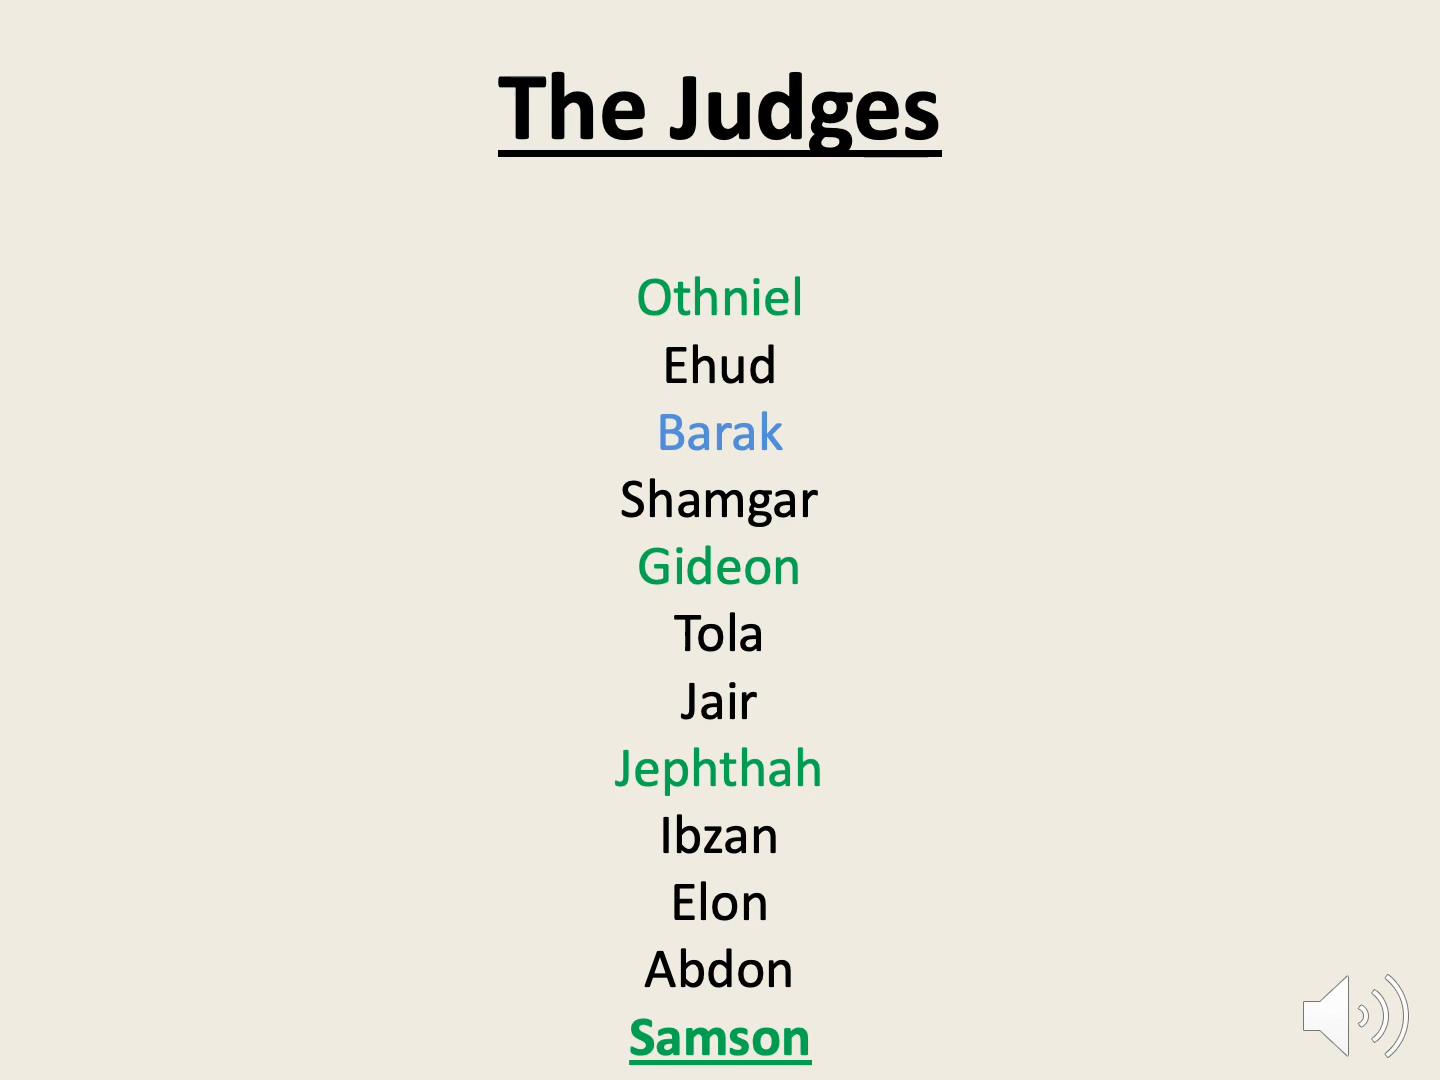 The Judges
Othniel
Ehud
Barak
Shamgar
Gideon
Tola
Jair
Jephthah
Ibzan
Elon
Abdon
Samson